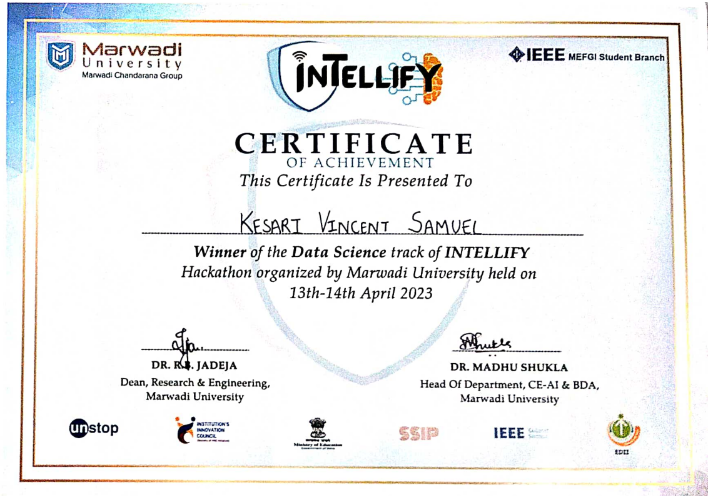 Marwadi
University
Marwadi Chandarana Group
INTELLIFY
IEEE MEFGI Student Branch
CERTIFICATE
OF ACHIEVEMENT
This Certificate Is Presented To
KESARI VINCENT SAMUEL
Winner of the Data Science track of INTELLIFY
Hackathon organized by Marwadi University held on
13th-14th April 2023
DR. R.B. JADEJA
Dean, Research & Engineering,
Marwadi University
DR. MADHU SHUKLA
Head Of Department, CE-AI & BDA,
Marwadi University
unstop
INSTITUTION'S
INNOVATION
COUNCIL
Ministry of Education
Government of India
SSIP
IEEE